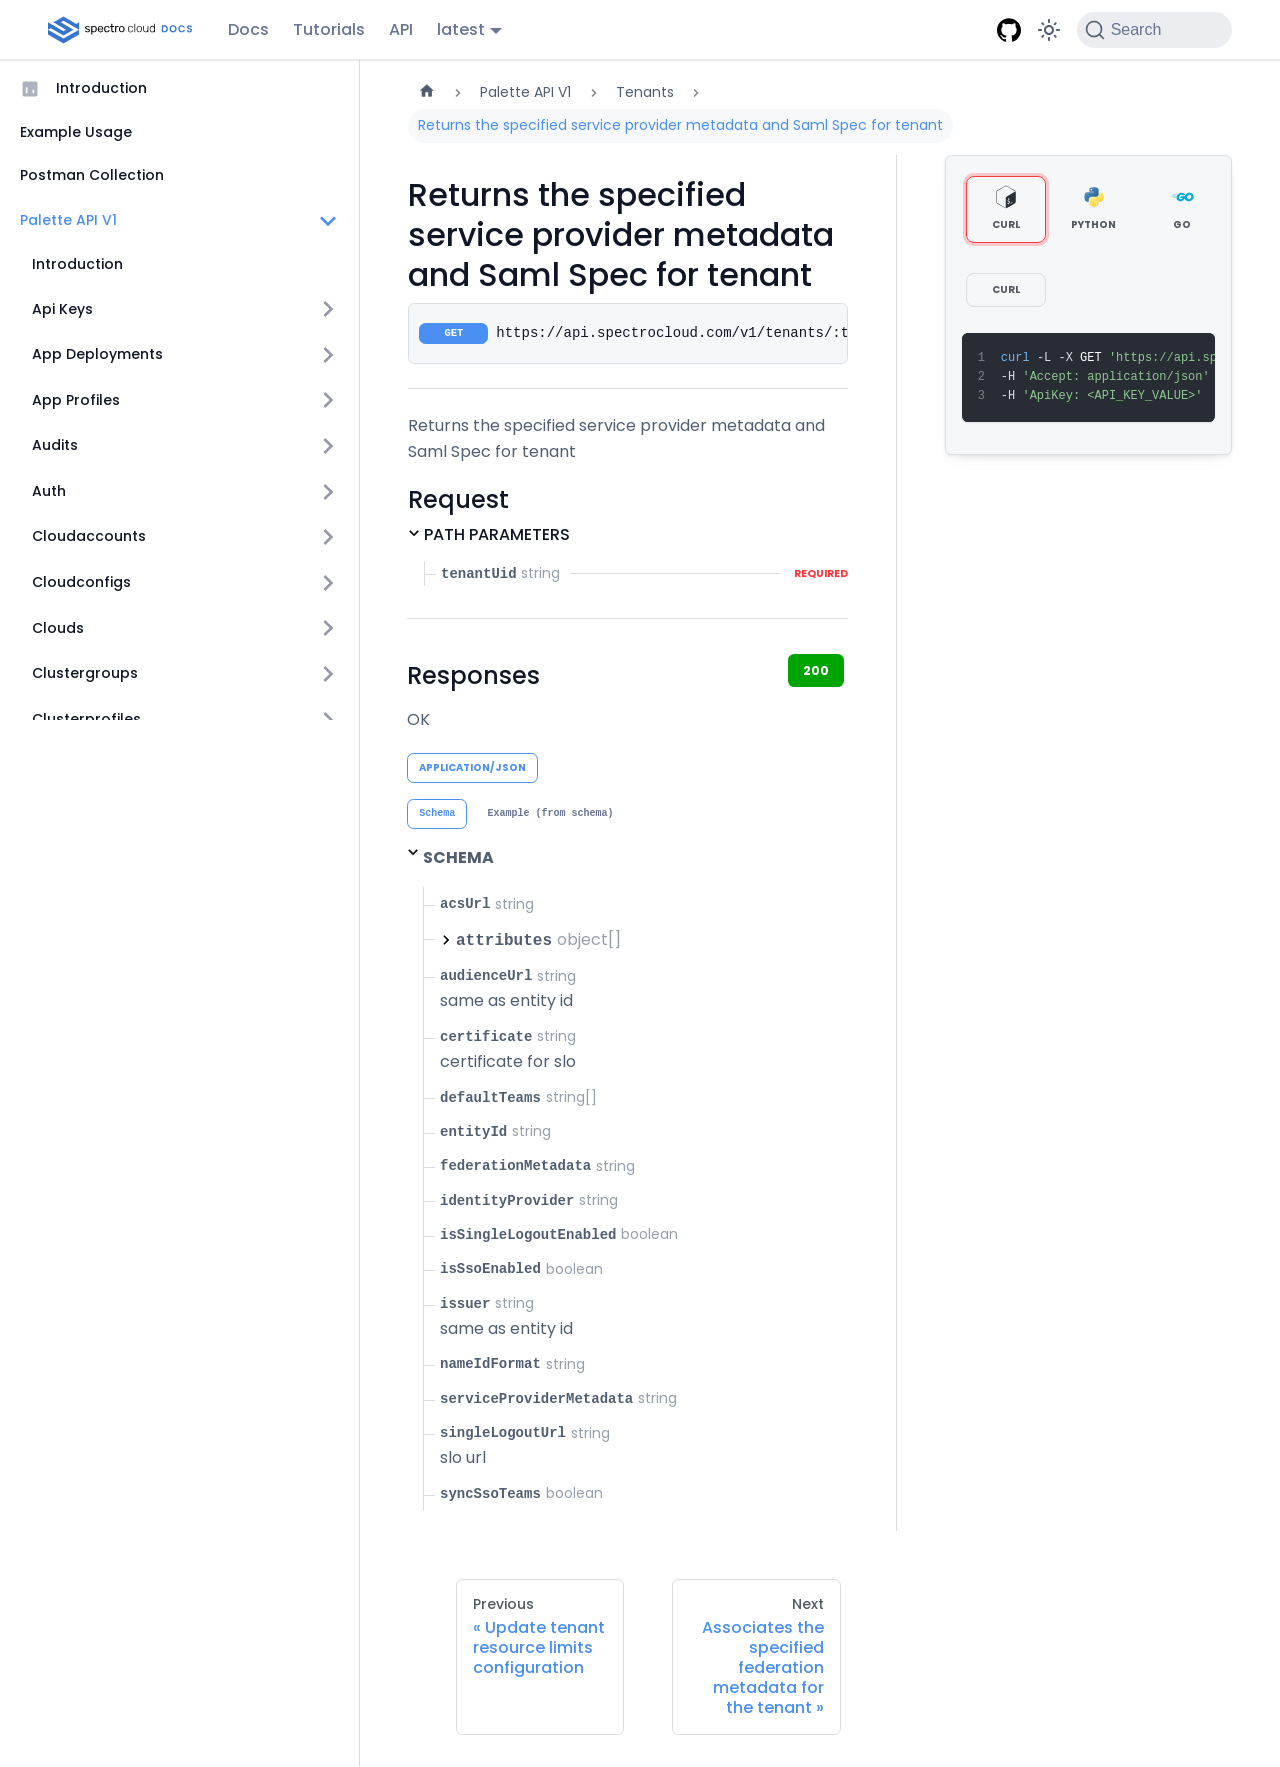 spectro cloud DOCS
Docs
Tutorials
API
latest
Search
Introduction
Example Usage
Postman Collection
Palette API V1
Introduction
Api Keys
App Deployments
App Profiles
Audits
Auth
Cloudaccounts
Cloudconfigs
Clouds
Clustergroups
Clusterprofiles
Palette API V1
Tenants
Returns the specified service provider metadata and Saml Spec for tenant
Returns the specified
service provider metadata
and Saml Spec for tenant
GET https://api.spectrocloud.com/v1/tenants/:t
Returns the specified service provider metadata and
Saml Spec for tenant
Request
PATH PARAMETERS
tenantUid string REQUIRED
Responses
200
OK
APPLICATION/JSON
Schema Example (from schema)
SCHEMA
acsUrl string
attributes object[]
audienceUrl string
same as entity id
certificate string
certificate for slo
defaultTeams string[]
entityId string
federationMetadata string
identityProvider string
isSingleLogoutEnabled boolean
isSsoEnabled boolean
issuer string
same as entity id
nameIdFormat string
serviceProviderMetadata string
singleLogoutUrl string
slo url
syncSsoTeams boolean
CURL
PYTHON
GO
CURL
1 curl -L -X GET 'https://api.sp
2 -H 'Accept: application/json'
3 -H 'ApiKey: <API_KEY_VALUE>'
Previous
« Update tenant
resource limits
configuration
Next
Associates the
specified
federation
metadata for
the tenant »